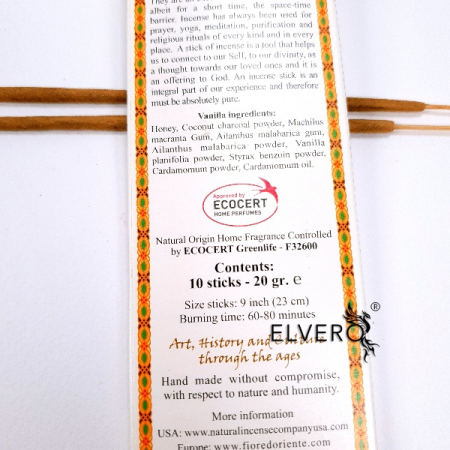 They are all
albeit for a short time, the space-time
barrier. Incense has always been used for
prayer, yoga, meditation, purification and
religious rituals of every kind and in every
place. A stick of incense is a tool that helps
us to connect to our Self, to our divinity, as
a thought towards our loved ones and it is
an offering to God. An incense stick is an
integral part of our experience and therefore
must be absolutely pure.
Vanilla ingredients:
Honey, Coconut charcoal powder, Machilus
macranta Gum, Ailanthus malabarica gum,
Ailanthus malabarica powder, Vanilla
planifolia powder, Styrax benzoin powder,
Cardamomum powder, Cardamomum oil.
Approved by
ECOCERT
HOME PERFUMES
Natural Origin Home Fragrance Controlled
by ECOCERT Greenlife - F32600
Contents:
10 sticks - 20 gr. e
Size sticks: 9 inch (23 cm)
Burning time: 60-80 minutes
ELVERO ®
Art, History and Culture
through the ages
Hand made without compromise,
with respect to nature and humanity.
More information
USA: www.naturalincensecompanyusa.com
Europe: www.fioredoriente.com